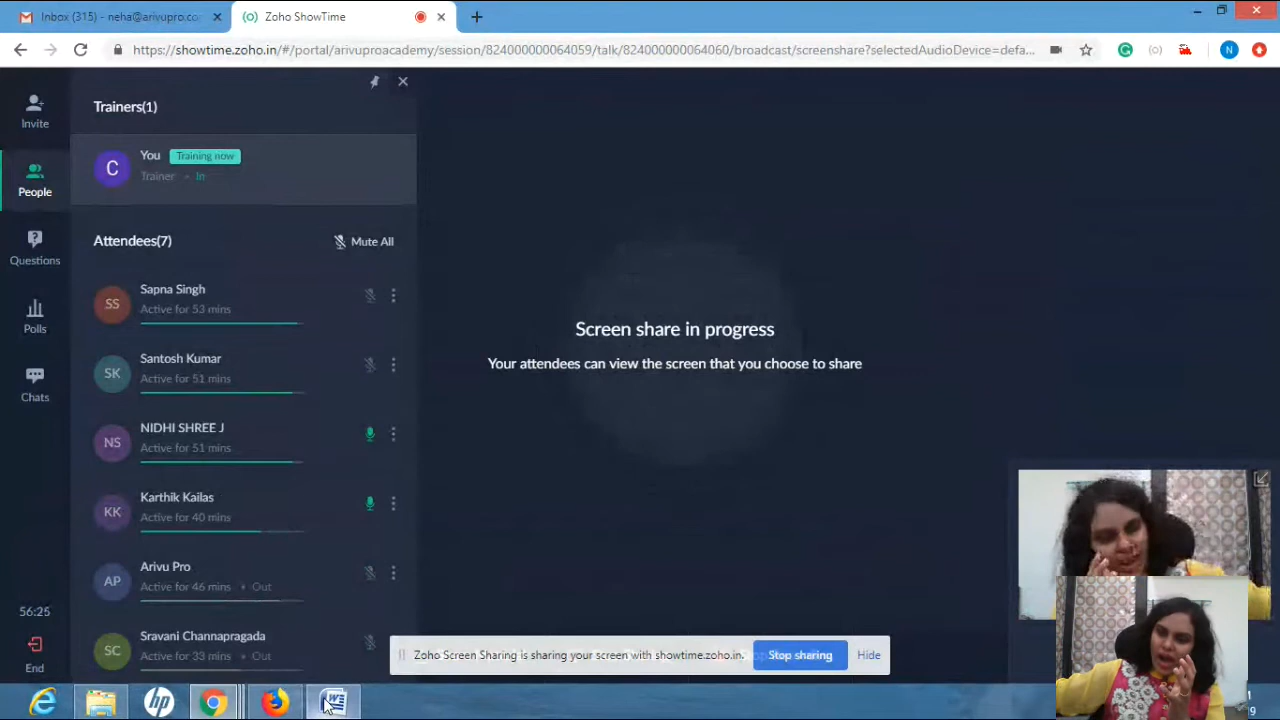 Inbox (315) - neha@arivupro.co
Zoho ShowTime
https://showtime.zoho.in/#/portal/arivuproacademy/session/824000000064059/talk/824000000064060/broadcast/screenshare?selectedAudioDevice=defa...
N
Invite
People
Questions
Polls
Chats
56:25
End
Trainers(1)
C
You
Training now
Trainer • In
Attendees(7)
Mute All
SS
Sapna Singh
Active for 53 mins
SK
Santosh Kumar
Active for 51 mins
NS
NIDHI SHREE J
Active for 51 mins
KK
Karthik Kailas
Active for 40 mins
AP
Arivu Pro
Active for 46 mins • Out
SC
Sravani Channapragada
Active for 33 mins • Out
Screen share in progress
Your attendees can view the screen that you choose to share
Zoho Screen Sharing is sharing your screen with showtime.zoho.in.
Stop sharing
Hide